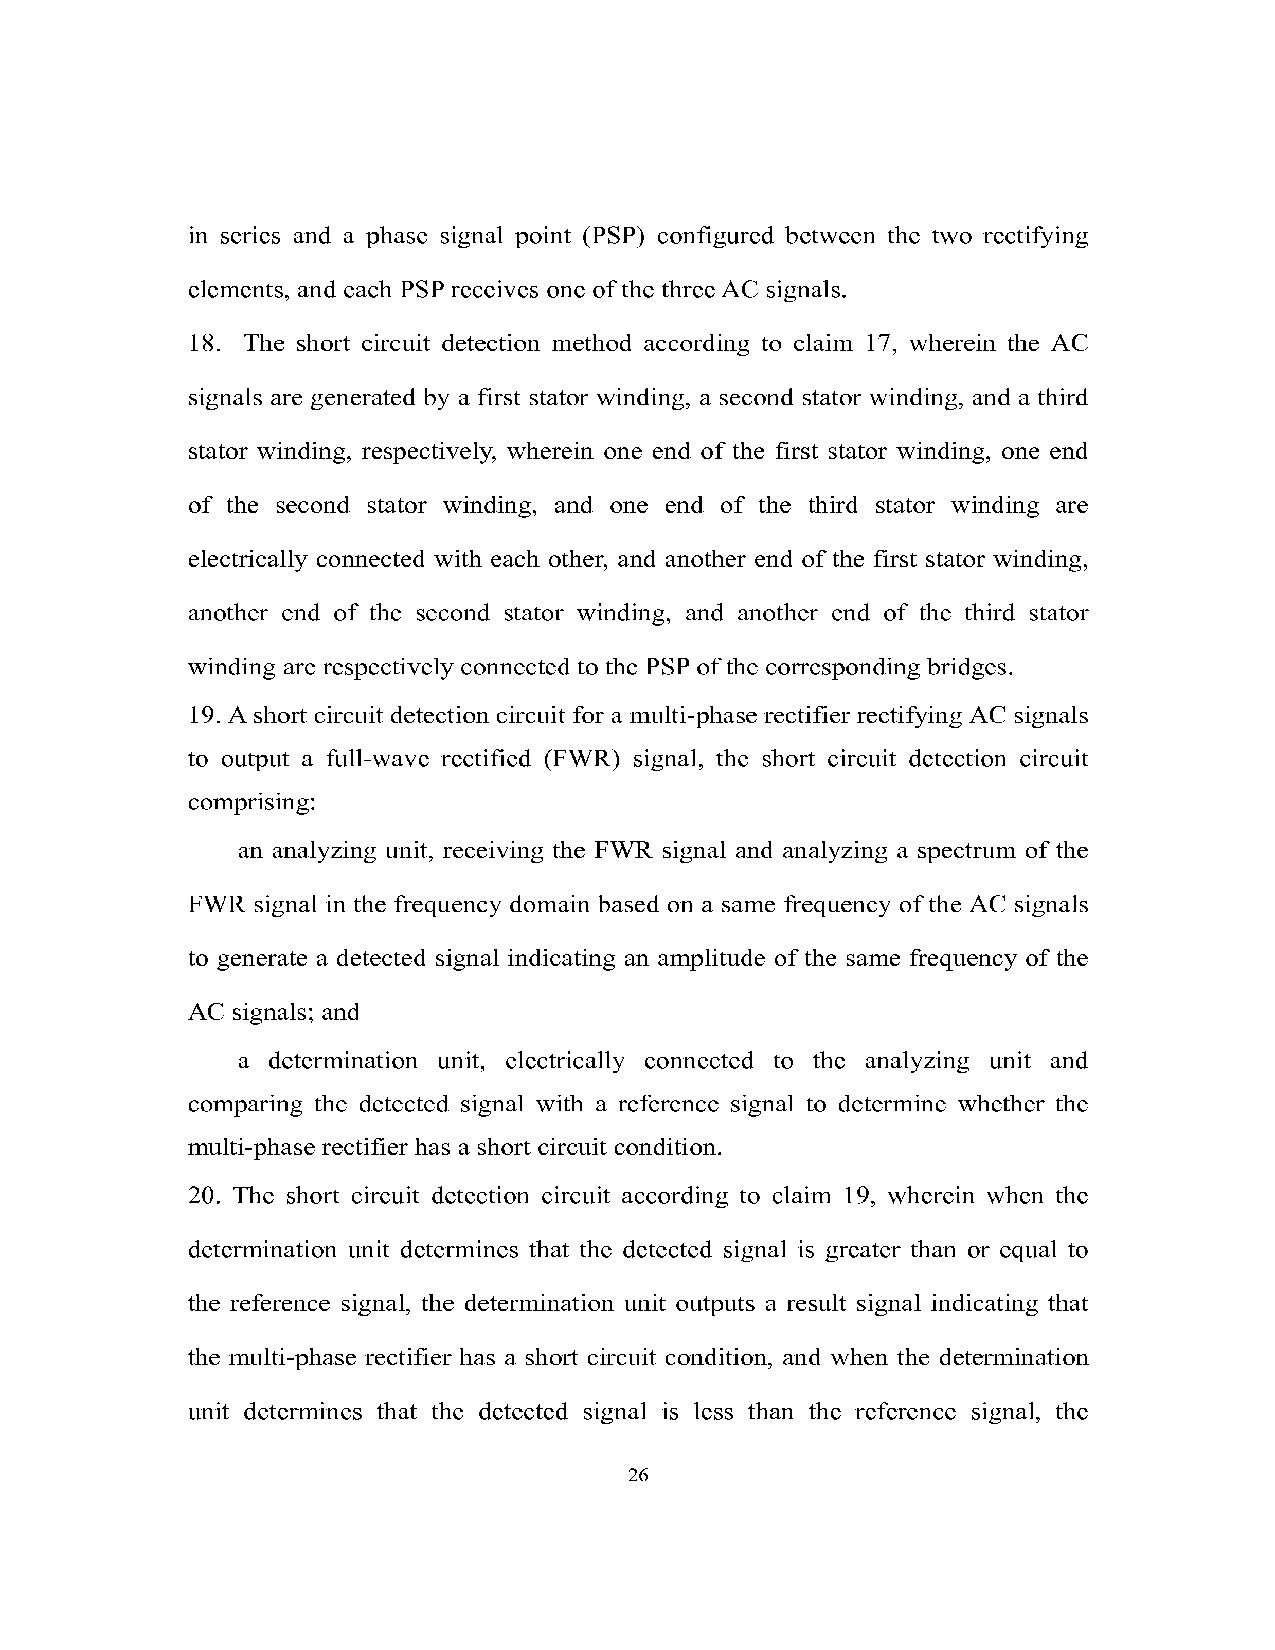 in series and a phase signal point (PSP) configured between the two rectifying
elements, and each PSP receives one of the three AC signals.
18. The short circuit detection method according to claim 17, wherein the AC
signals are generated by a first stator winding, a second stator winding, and a third
stator winding, respectively, wherein one end of the first stator winding, one end
of the second stator winding, and one end of the third stator winding are
electrically connected with each other, and another end of the first stator winding,
another end of the second stator winding, and another end of the third stator
winding are respectively connected to the PSP of the corresponding bridges.
19. A short circuit detection circuit for a multi-phase rectifier rectifying AC signals
to output a full-wave rectified (FWR) signal, the short circuit detection circuit
comprising:
an analyzing unit, receiving the FWR signal and analyzing a spectrum of the
FWR signal in the frequency domain based on a same frequency of the AC signals
to generate a detected signal indicating an amplitude of the same frequency of the
AC signals; and
a determination unit, electrically connected to the analyzing unit and
comparing the detected signal with a reference signal to determine whether the
multi-phase rectifier has a short circuit condition.
20. The short circuit detection circuit according to claim 19, wherein when the
determination unit determines that the detected signal is greater than or equal to
the reference signal, the determination unit outputs a result signal indicating that
the multi-phase rectifier has a short circuit condition, and when the determination
unit determines that the detected signal is less than the reference signal, the
26